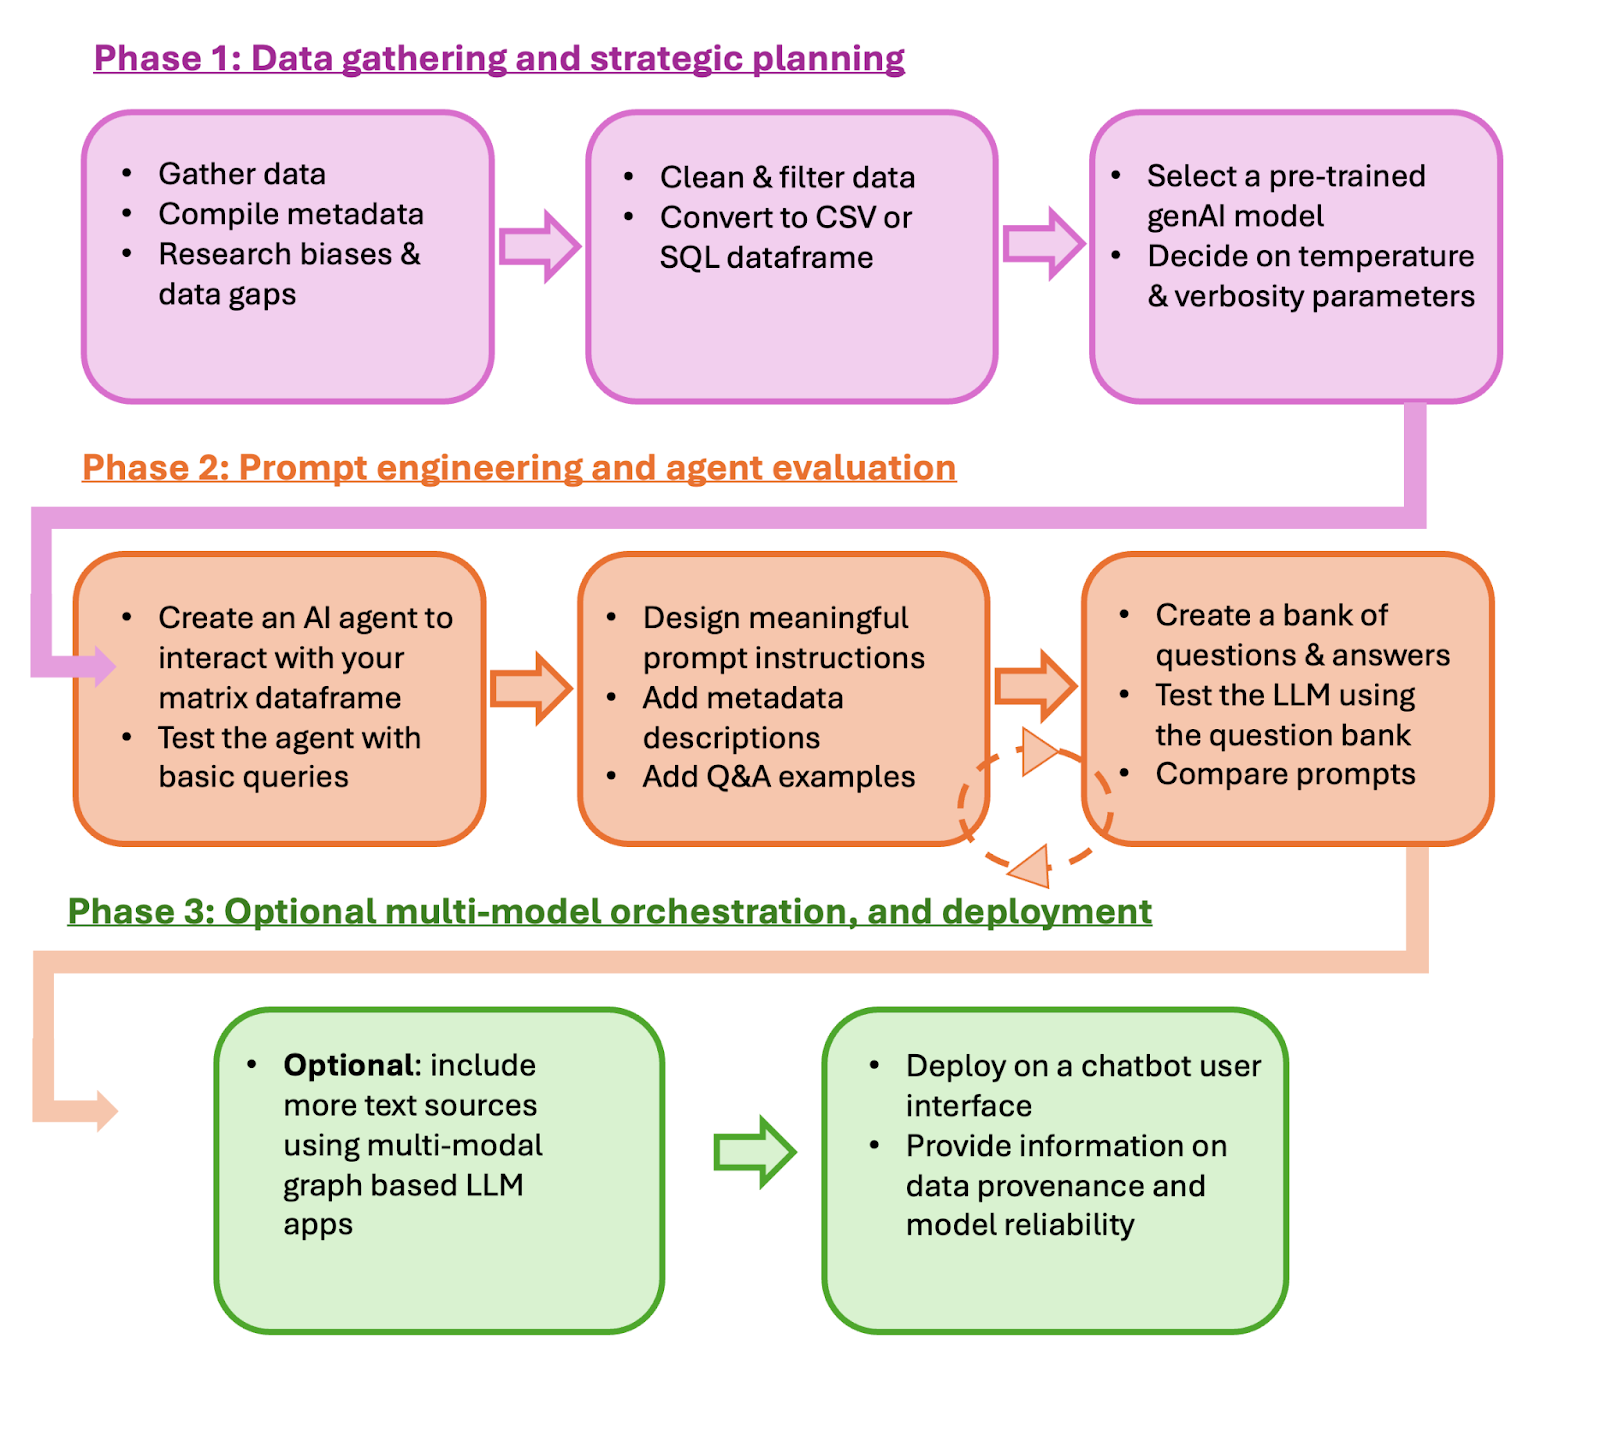 Phase 1: Data gathering and strategic planning
• Gather data
• Compile metadata
• Research biases &
data gaps
• Clean & filter data
• Convert to CSV or
SQL dataframe
• Select a pre-trained
genAI model
• Decide on temperature
& verbosity parameters
Phase 2: Prompt engineering and agent evaluation
• Create an AI agent to
interact with your
matrix dataframe
• Test the agent with
basic queries
• Design meaningful
prompt instructions
• Add metadata
descriptions
• Add Q&A examples
• Create a bank of
questions & answers
• Test the LLM using
the question bank
• Compare prompts
Phase 3: Optional multi-model orchestration, and deployment
• Optional: include
more text sources
using multi-modal
graph based LLM
apps
• Deploy on a chatbot user
interface
• Provide information on
data provenance and
model reliability